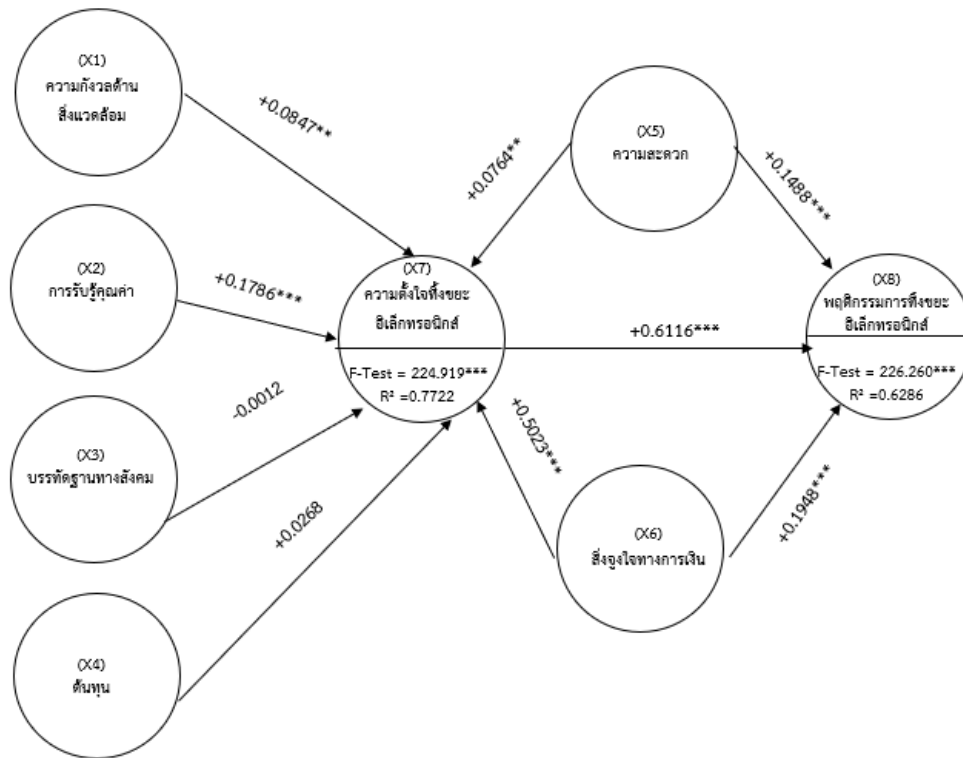 (X1)
ความกังวลด้าน
สิ่งแวดล้อม
+0.0847**
(X5)
ความสะดวก
+0.0764**
+0.1488***
(X2)
การรับรู้คุณค่า
+0.1786***
(X7)
ความตั้งใจทิ้งขยะ
อิเล็กทรอนิกส์
F-Test = 224.919***
R² =0.7722
+0.6116***
(X8)
พฤติกรรมการทิ้งขยะ
อิเล็กทรอนิกส์
F-Test = 226.260***
R² =0.6286
(X3)
บรรทัดฐานทางสังคม
-0.0012
+0.5023***
(X6)
สิ่งจูงใจทางการเงิน
+0.1948***
(X4)
ต้นทุน
+0.0268